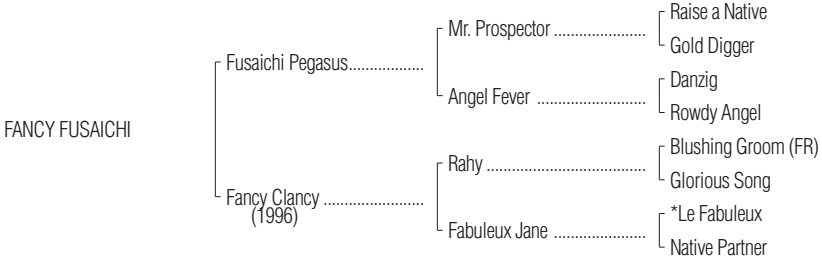 Raise a Native
Mr. Prospector ......................
Gold Digger
Fusaichi Pegasus..................
Danzig
Angel Fever ..........................
Rowdy Angel
FANCY FUSAICHI
Blushing Groom (FR)
Rahy ......................................
Glorious Song
Fancy Clancy ........................
(1996)
*Le Fabuleux
Fabuleux Jane ......................
Native Partner